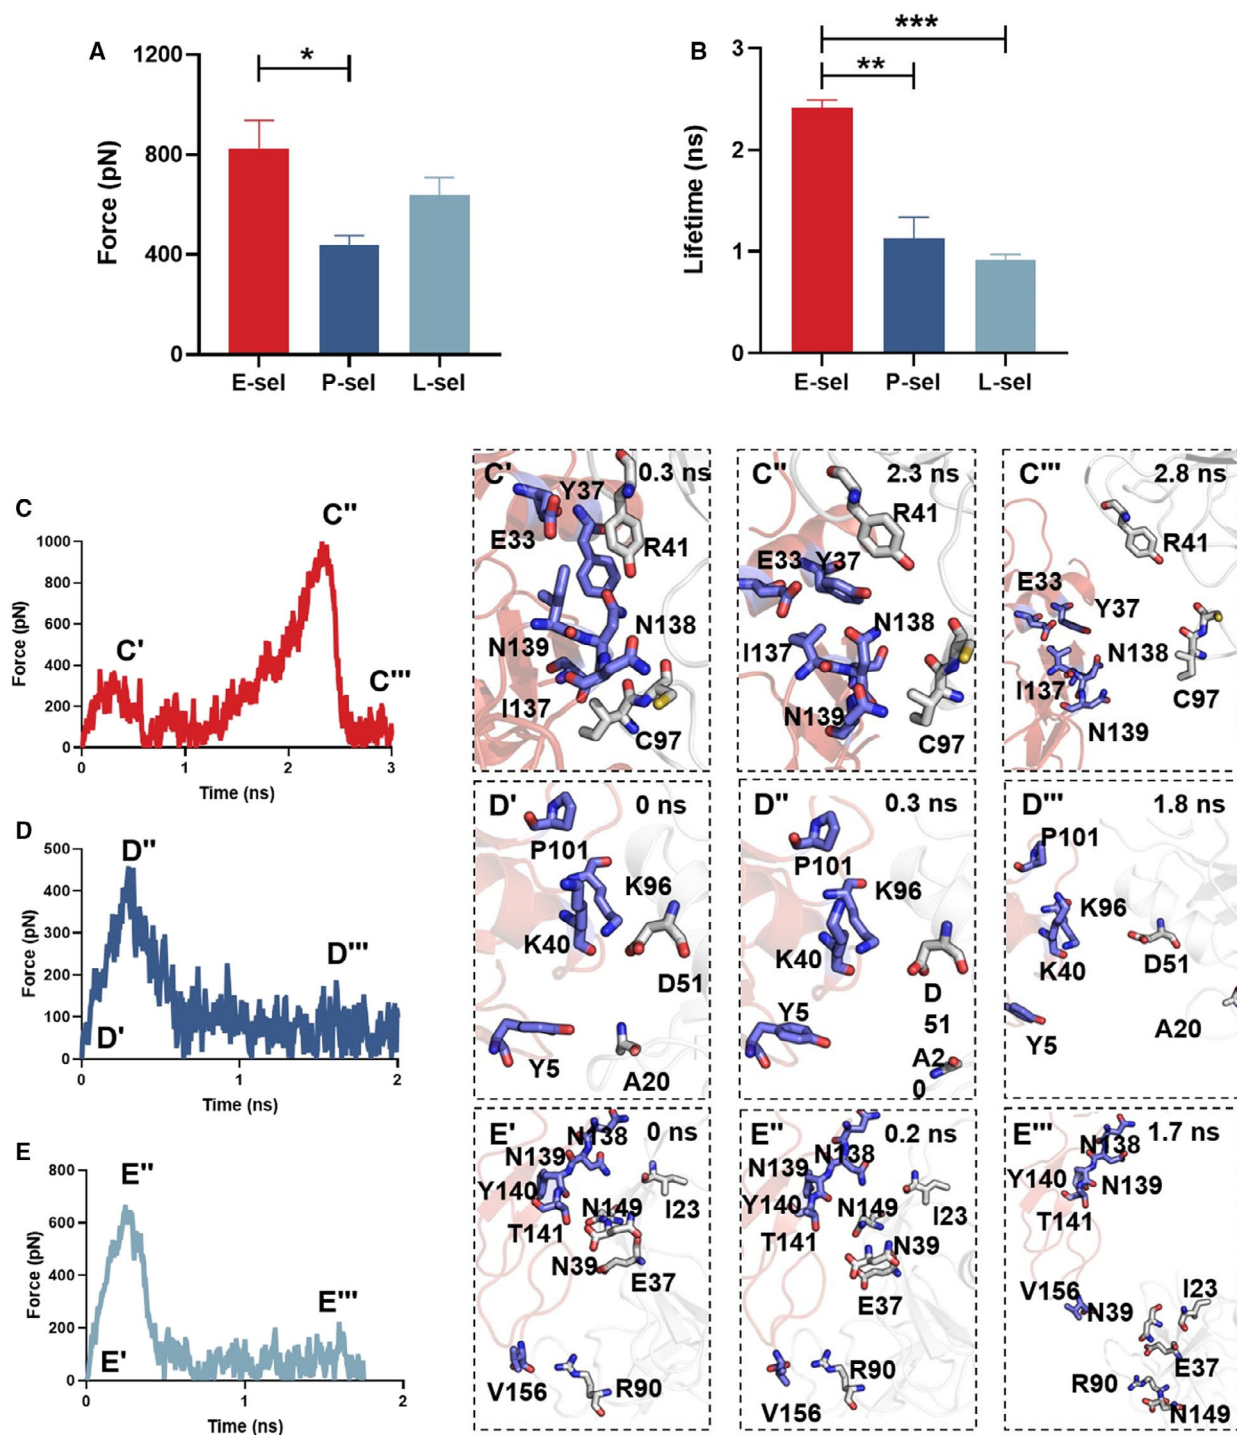 A
Force (pN)
1200
800
400
0
*
E-sel P-sel L-sel
B
Lifetime (ns)
3
2
1
0
***
**
E-sel P-sel L-sel
C
Force (pN)
1000
800
600
400
200
0
C'
C''
C'''
0 1 2 3
Time (ns)
C' 0.3 ns
Y37
E33
R41
N139
N138
I137
C97
C'' 2.3 ns
R41
E33 Y37
N138
I137
N139
C97
C''' 2.8 ns
R41
E33
Y37
N138
I137
C97
N139
D
Force (pN)
500
400
300
200
100
0
D''
D'''
D'
0 1 2
Time (ns)
D' 0 ns
P101
K96
K40
D51
Y5
A20
D'' 0.3 ns
P101
K96
K40
D
51
Y5
A2
0
D''' 1.8 ns
P101
K96
K40
D51
A20
Y5
E
Force (pN)
800
600
400
200
0
E''
E'''
E'
0 1 2
Time (ns)
E' 0 ns
N138
N139
Y140
I23
N149
T141
N39
E37
V156
R90
E'' 0.2 ns
N138
N139
Y140
N149
I23
T141
N39
E37
R90
V156
E''' 1.7 ns
N138
Y140
N139
T141
V156
N39
I23
E37
R90
N149